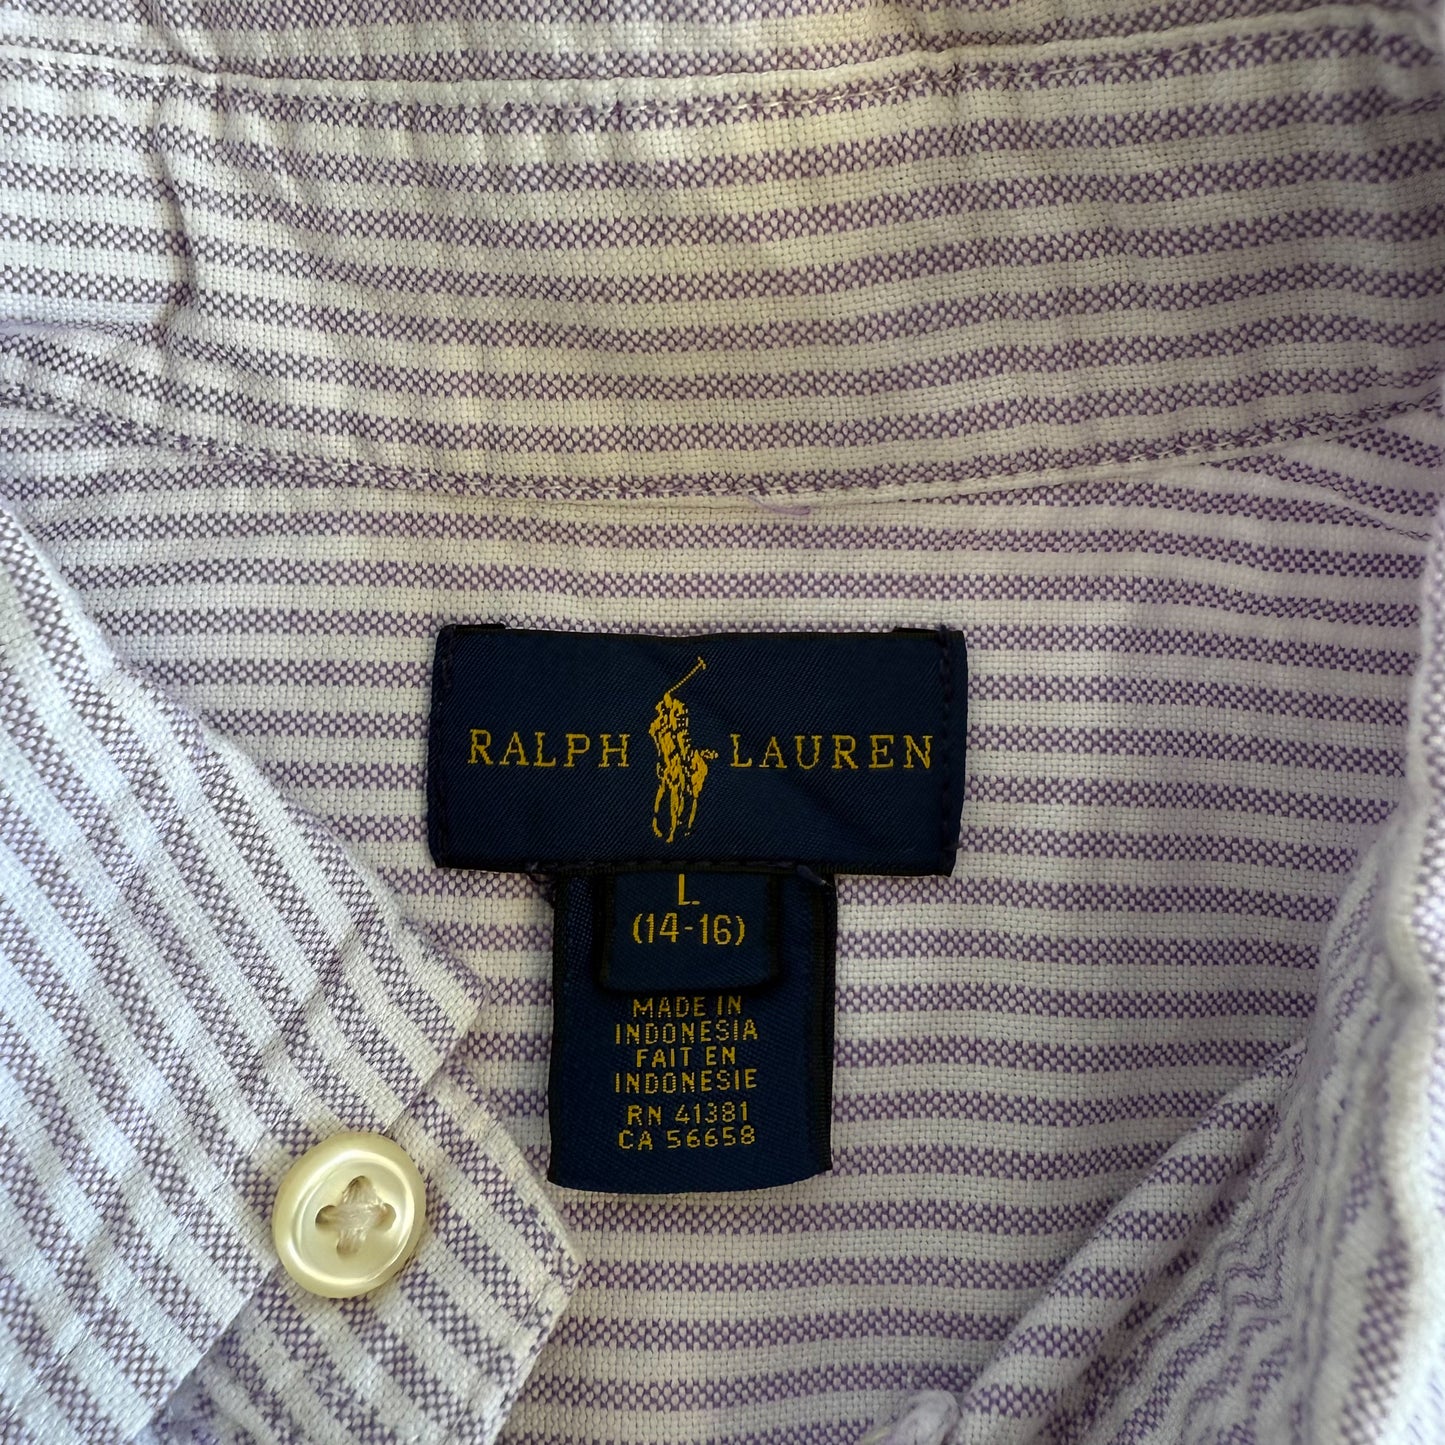 RALPH LAUREN
L
(14-16)
MADE IN
INDONESIA
FAIT EN
INDONESIE
RN 41381
CA 56658